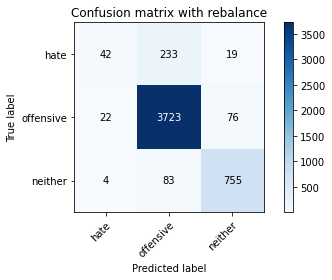 Confusion matrix with rebalance
True label
hate 42 233 19
offensive 22 3723 76
neither 4 83 755
hate offensive neither
Predicted label
3500
3000
2500
2000
1500
1000
500